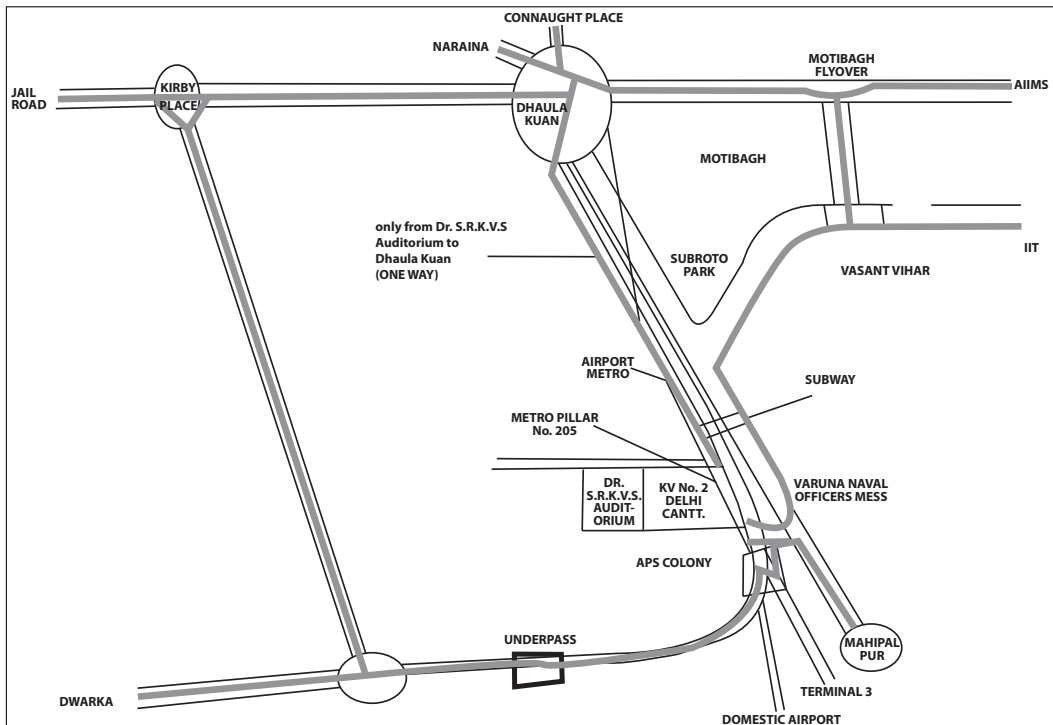 CONNAUGHT PLACE
NARAINA
MOTIBAGH
FLYOVER
JAIL
ROAD
KIRBY
PLACE
DHAULA
KUAN
AIIMS
MOTIBAGH
only from Dr. S.R.K.V.S
Auditorium to
Dhaula Kuan
(ONE WAY)
SUBROTO
PARK
IIT
VASANT VIHAR
AIRPORT
METRO
SUBWAY
METRO PILLAR
No. 205
DR.
S.R.K.V.S.
AUDIT-
ORIUM
KV No. 2
DELHI
CANTT.
VARUNA NAVAL
OFFICERS MESS
APS COLONY
UNDERPASS
MAHIPAL
PUR
DWARKA
TERMINAL 3
DOMESTIC AIRPORT